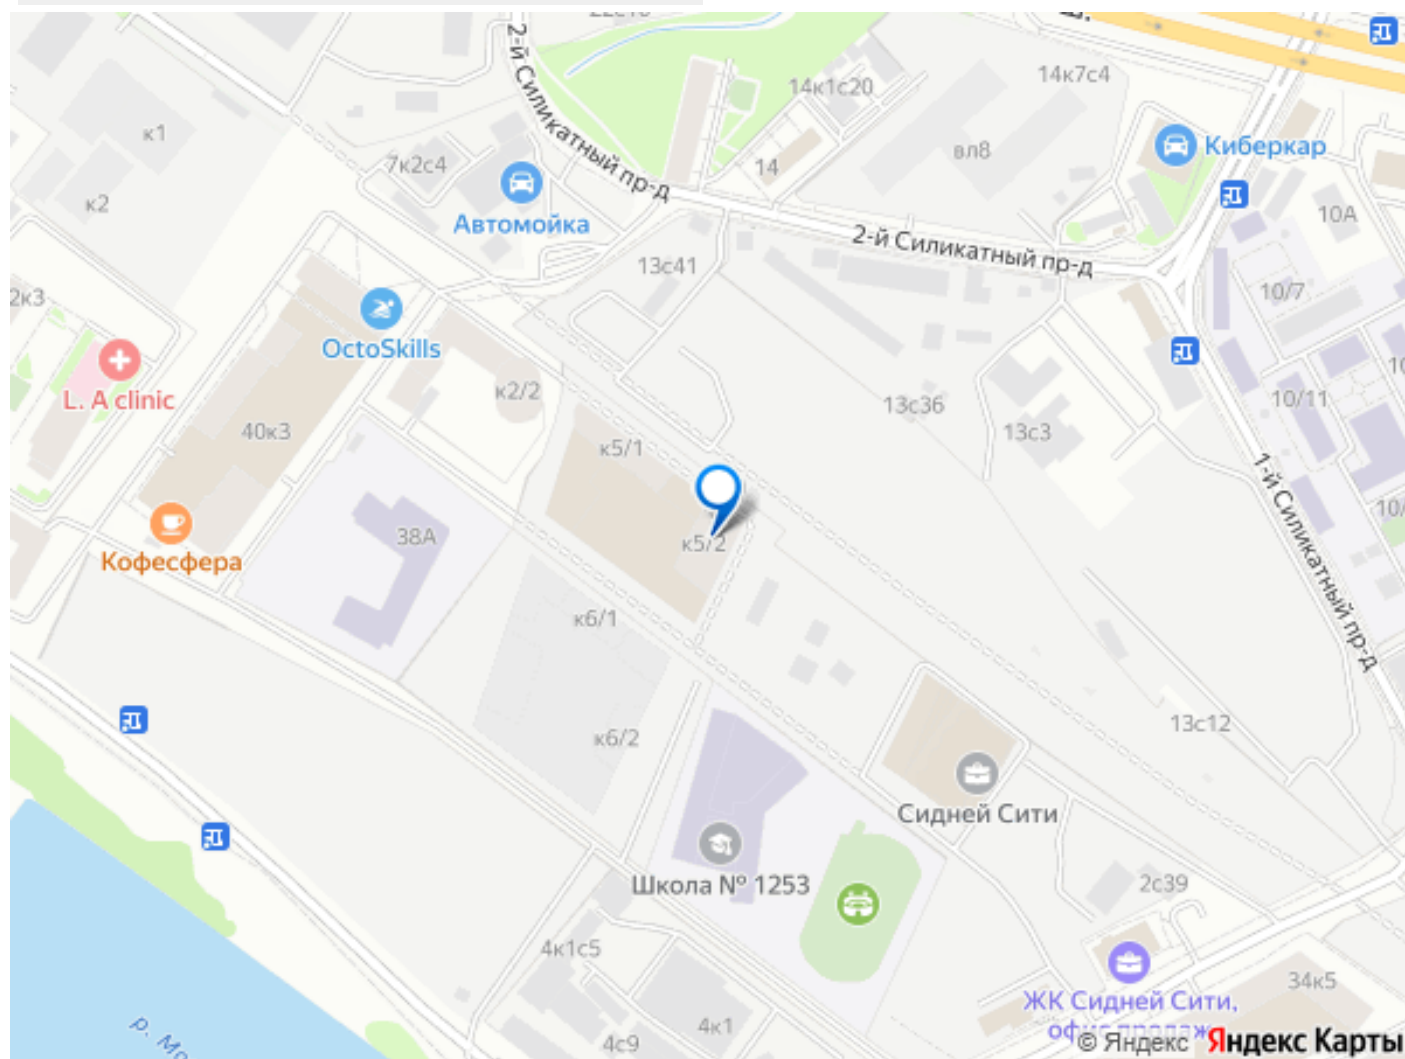 2-й Силикатный пр-д
14к1с20
14к7с4
к1
7к2с4
14
вл8
Киберкар
к2
Автомойка
10А
2-й Силикатный пр-д
13с41
2к3
10/7
OctoSkills
L. A clinic
к2/2
13с36
10/11
40к3
к5/1
13с3
1-й Силикатный пр-д
38А
к5/2
Кофесфера
к6/1
13с12
к6/2
Сидней Сити
Школа № 1253
2с39
4к1с5
34к5
ЖК Сидней Сити,
офис продаж
4к1
4с9
© Яндекс Яндекс Карты